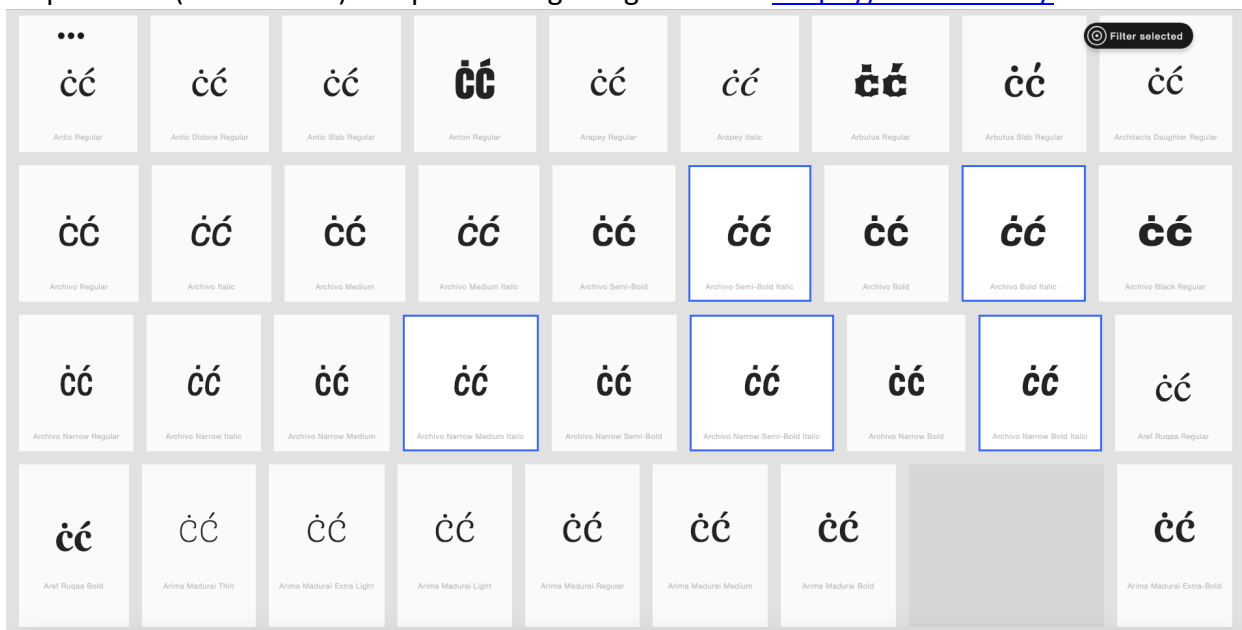 •••
Filter selected
ċć ċć ċć ċć ċć ċć ċć ċć ċć
Antic Regular Antic Didone Regular Antic Slab Regular Anton Regular Arapey Regular Arapey Italic Arbutus Regular Arbutus Slab Regular Architects Daughter Regular
ċć ċć ċć ċć ċć ċć ċć ċć ċć
Archivo Regular Archivo Italic Archivo Medium Archivo Medium Italic Archivo Semi-Bold Archivo Semi-Bold Italic Archivo Bold Archivo Bold Italic Archivo Black Regular
ċć ċć ċć ċć ċć ċć ċć ċć ċć
Archivo Narrow Regular Archivo Narrow Italic Archivo Narrow Medium Archivo Narrow Medium Italic Archivo Narrow Semi-Bold Archivo Narrow Semi-Bold Italic Archivo Narrow Bold Archivo Narrow Bold Italic Aref Ruqaa Regular
ċć ċć ċć ċć ċć ċć ċć ċć
Aref Ruqaa Bold Arima Madurai Thin Arima Madurai Extra Light Arima Madurai Light Arima Madurai Regular Arima Madurai Medium Arima Madurai Bold Arima Madurai Extra-Bold